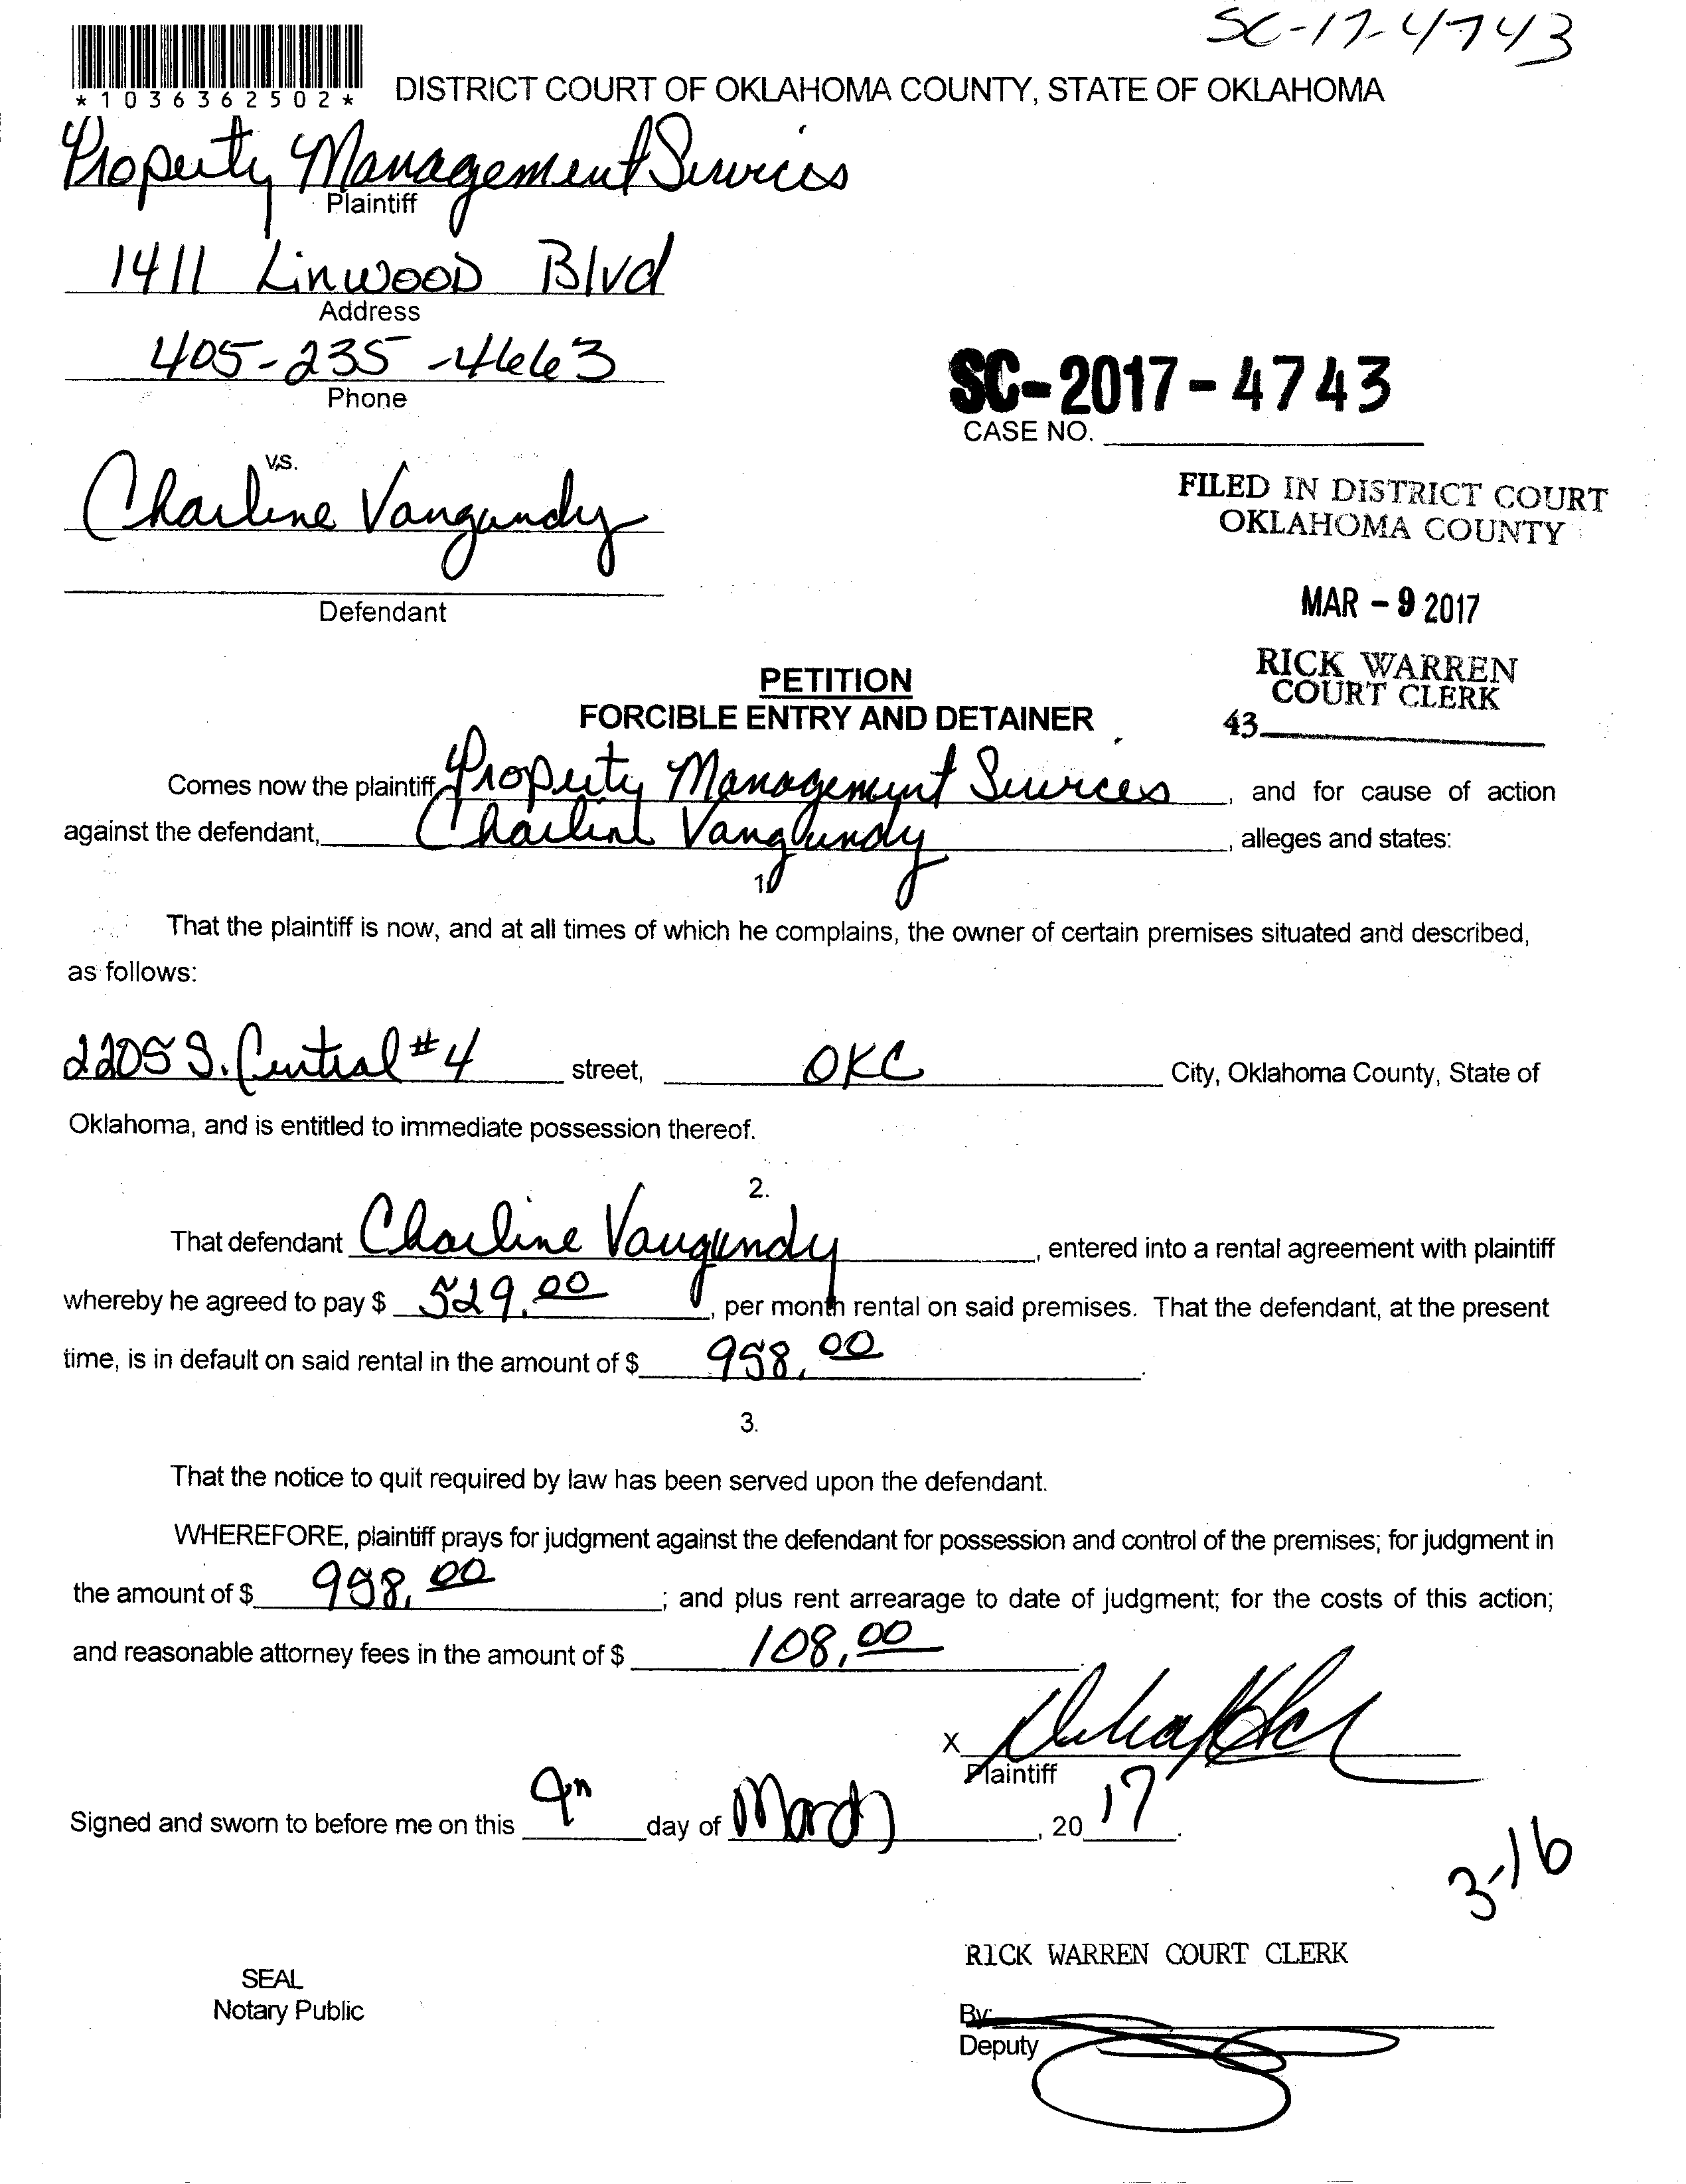 SC-17-4743
*1036362502*
DISTRICT COURT OF OKLAHOMA COUNTY, STATE OF OKLAHOMA
Property Management Services
Plaintiff
1411 Linwood Blvd
Address
405-235-4663
Phone
SC-2017-4743
CASE NO.
vs.
Charline Vangundy
Defendant
FILED IN DISTRICT COURT
OKLAHOMA COUNTY
MAR - 9 2017
RICK WARREN
COURT CLERK
43
PETITION
FORCIBLE ENTRY AND DETAINER
Comes now the plaintiff, Property Management Services, and for cause of action
against the defendant, Charline Vangundy, alleges and states:
1.
That the plaintiff is now, and at all times of which he complains, the owner of certain premises situated and described,
as follows:
2205 S. Central #4 street, OKC City, Oklahoma County, State of
Oklahoma, and is entitled to immediate possession thereof.
2.
That defendant Charline Vangundy, entered into a rental agreement with plaintiff
whereby he agreed to pay $ 529.00, per month rental on said premises. That the defendant, at the present
time, is in default on said rental in the amount of $ 958.00.
3.
That the notice to quit required by law has been served upon the defendant.
WHEREFORE, plaintiff prays for judgment against the defendant for possession and control of the premises; for judgment in
the amount of $ 958.00; and plus rent arrearage to date of judgment; for the costs of this action;
and reasonable attorney fees in the amount of $ 108.00.
X
Plaintiff
Signed and sworn to before me on this 9th day of March, 2017.
3-16
RICK WARREN COURT CLERK
SEAL
Notary Public
By:
Deputy